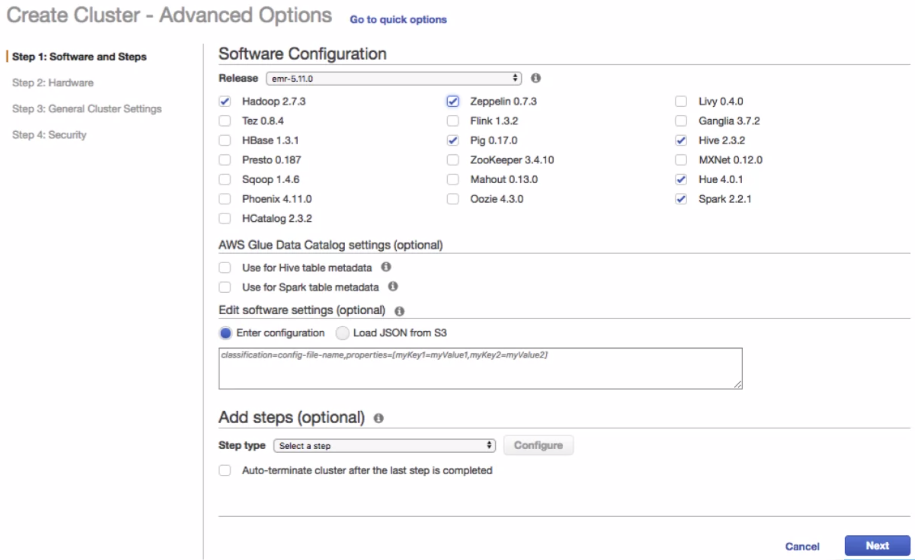 Create Cluster - Advanced Options Go to quick options
Step 1: Software and Steps
Step 2: Hardware
Step 3: General Cluster Settings
Step 4: Security
Software Configuration
Release emr-5.11.0
Hadoop 2.7.3 Zeppelin 0.7.3 Livy 0.4.0
Tez 0.8.4 Flink 1.3.2 Ganglia 3.7.2
HBase 1.3.1 Pig 0.17.0 Hive 2.3.2
Presto 0.187 ZooKeeper 3.4.10 MXNet 0.12.0
Sqoop 1.4.6 Mahout 0.13.0 Hue 4.0.1
Phoenix 4.11.0 Oozie 4.3.0 Spark 2.2.1
HCatalog 2.3.2
AWS Glue Data Catalog settings (optional)
Use for Hive table metadata
Use for Spark table metadata
Edit software settings (optional)
Enter configuration Load JSON from S3
classification=config-file-name,properties=[myKey1=myValue1,myKey2=myValue2]
Add steps (optional)
Step type Select a step Configure
Auto-terminate cluster after the last step is completed
Cancel Next